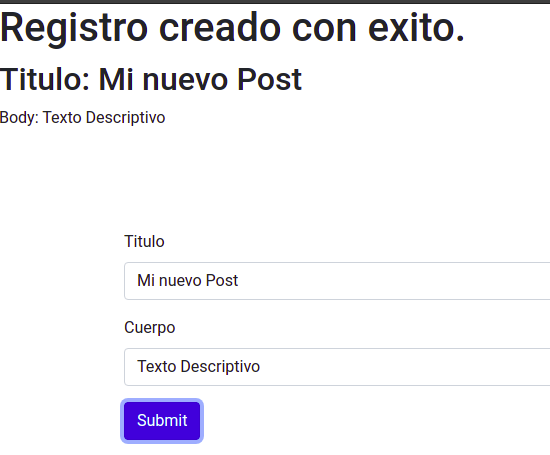 Registro creado con exito.
Titulo: Mi nuevo Post
Body: Texto Descriptivo
Titulo
Mi nuevo Post
Cuerpo
Texto Descriptivo
Submit